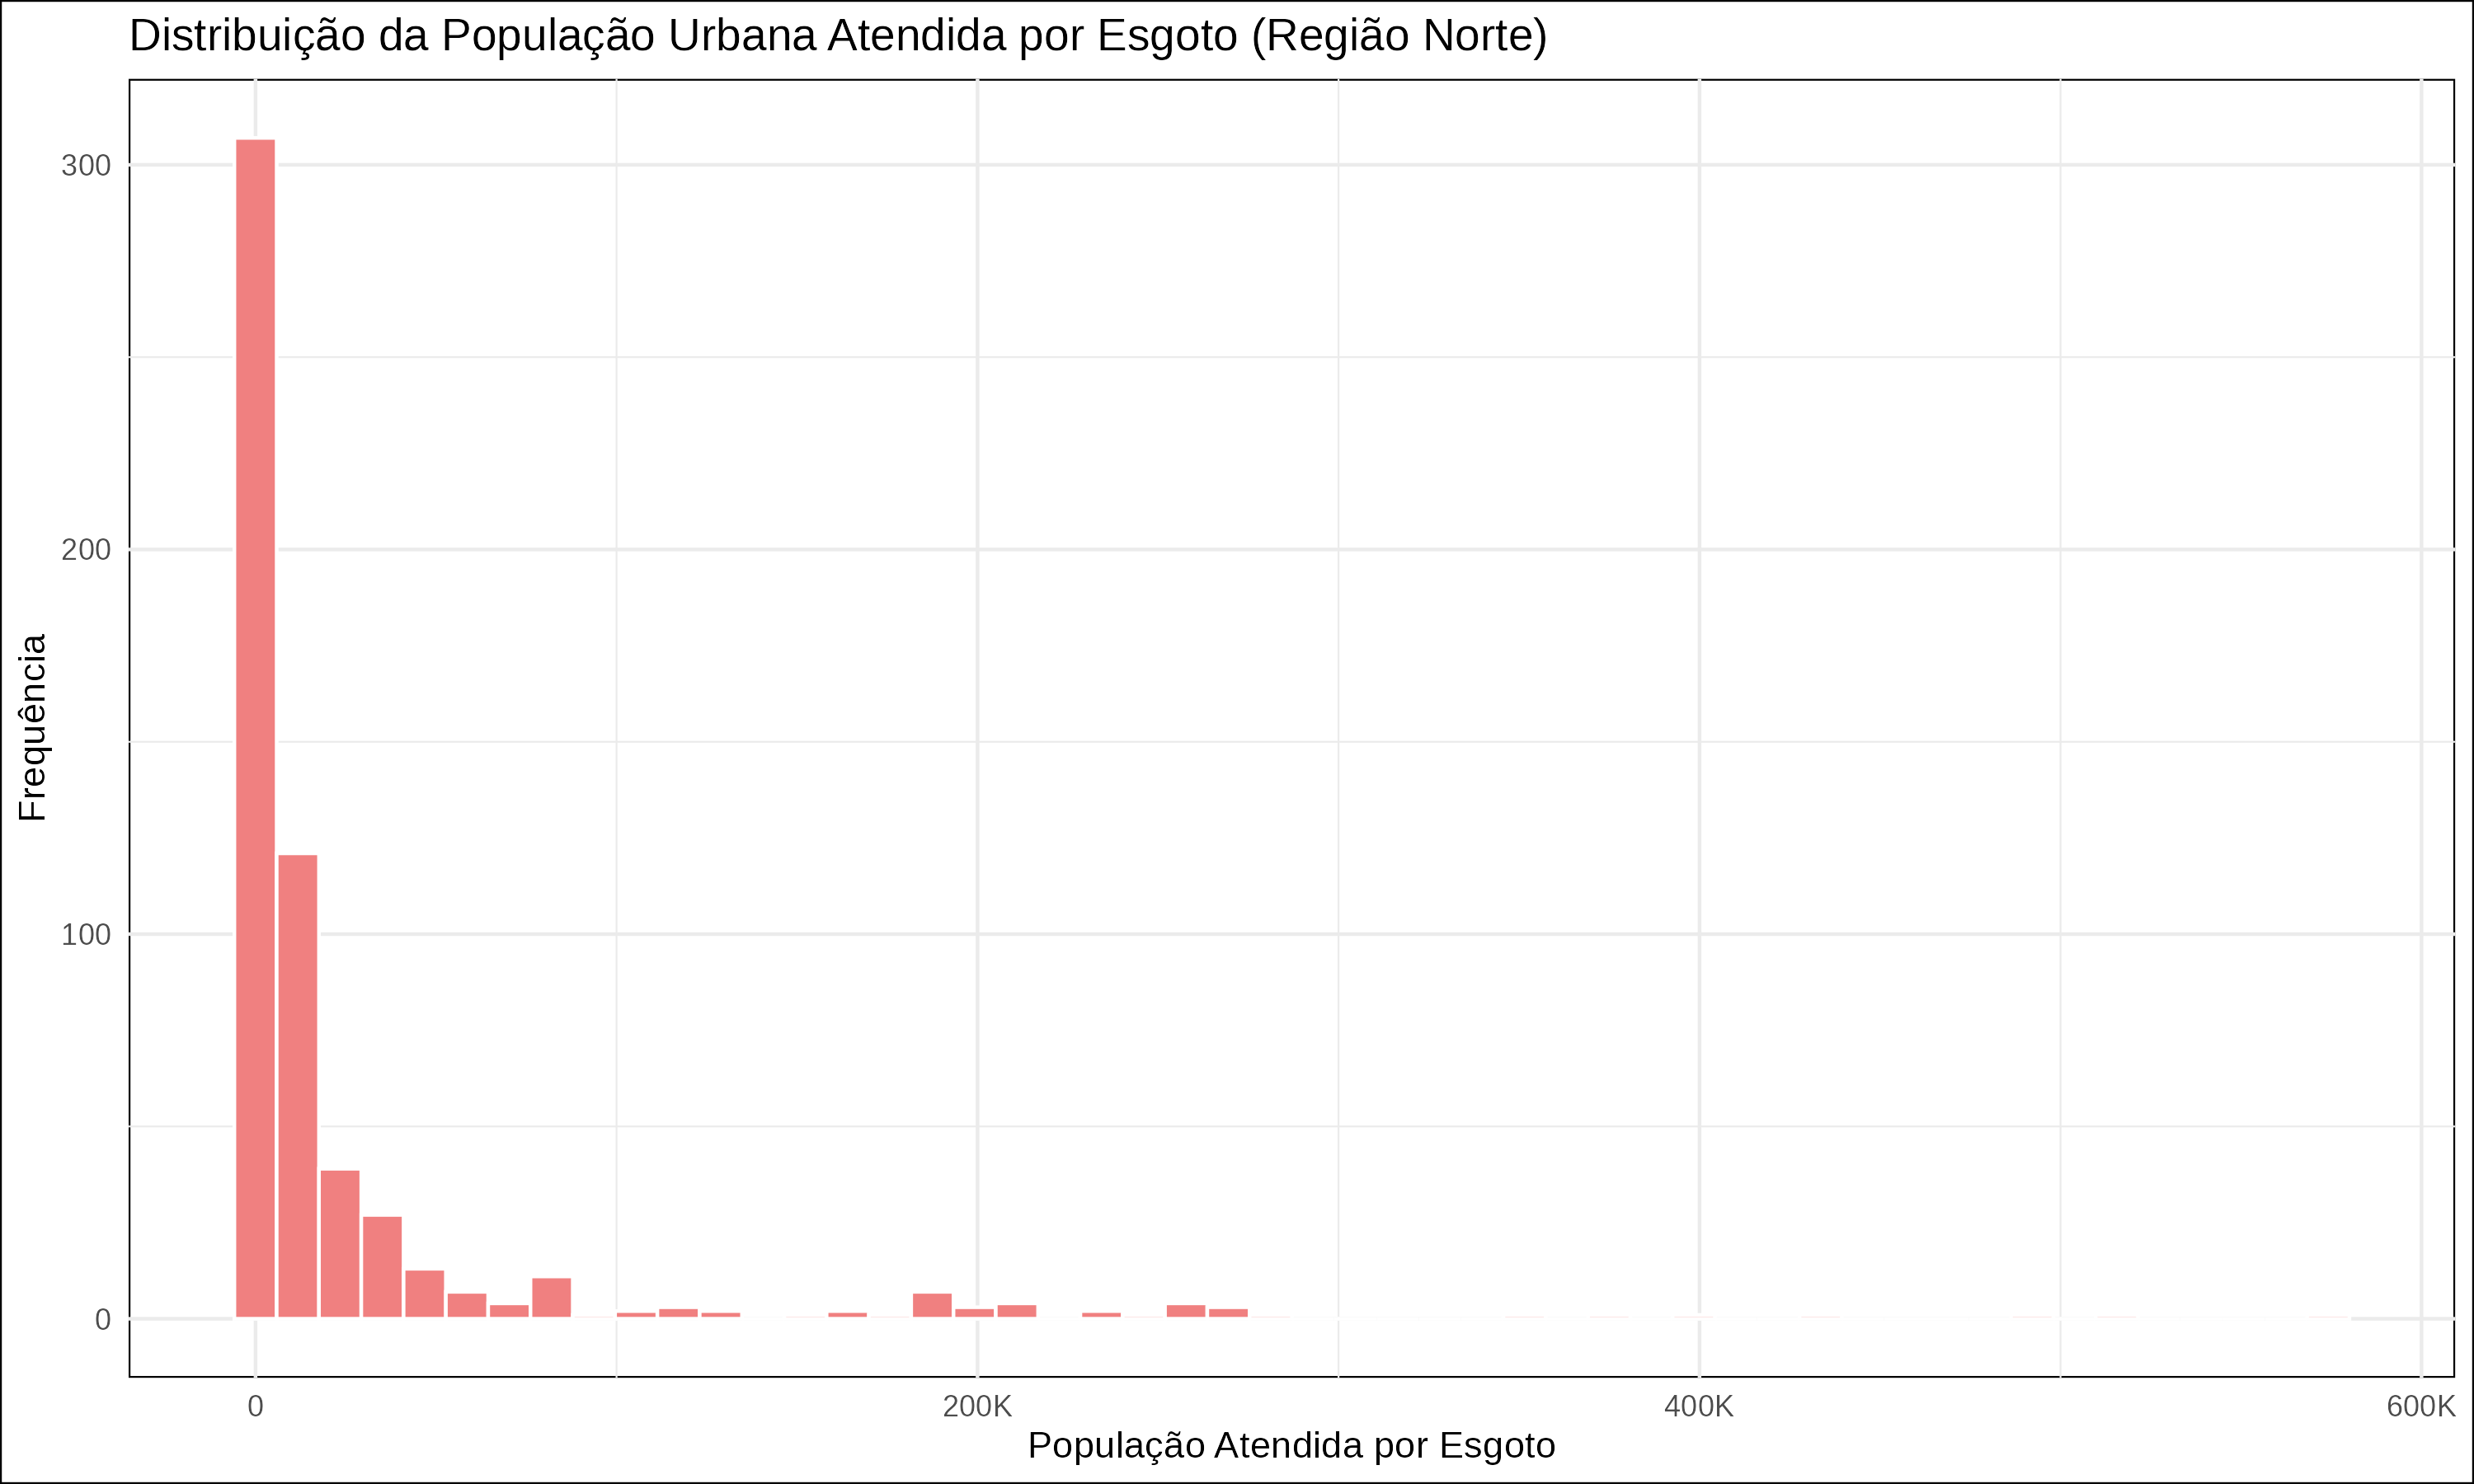 Distribuição da População Urbana Atendida por Esgoto (Região Norte)
Frequência
300
200
100
0
0
200K
400K
600K
População Atendida por Esgoto